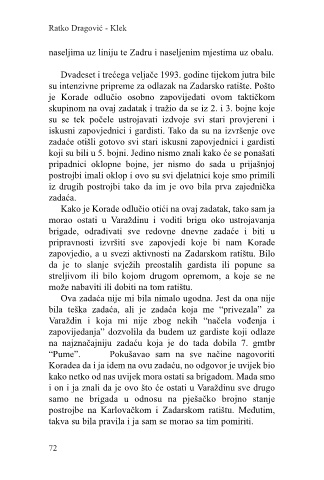 Ratko Dragović - Klek
naseljima uz liniju te Zadru i naseljenim mjestima uz obalu.
Dvadeset i trećega veljače 1993. godine tijekom jutra bile
su intenzivne pripreme za odlazak na Zadarsko ratište. Pošto
je Korade odlučio osobno zapovijedati ovom taktičkom
skupinom na ovaj zadatak i tražio da se iz 2. i 3. bojne koje
su se tek počele ustrojavati izdvoje svi stari provjereni i
iskusni zapovjednici i gardisti. Tako da su na izvršenje ove
zadaće otišli gotovo svi stari iskusni zapovjednici i gardisti
koji su bili u 5. bojni. Jedino nismo znali kako će se ponašati
pripadnici oklopne bojne, jer nismo do sada u prijašnjoj
postrojbi imali oklop i ovo su svi djelatnici koje smo primili
iz drugih postrojbi tako da im je ovo bila prva zajednička
zadaća.
Kako je Korade odlučio otići na ovaj zadatak, tako sam ja
morao ostati u Varaždinu i voditi brigu oko ustrojavanja
brigade, odrađivati sve redovne dnevne zadaće i biti u
pripravnosti izvršiti sve zapovjedi koje bi nam Korade
zapovjedio, a u svezi aktivnosti na Zadarskom ratištu. Bilo
da je to slanje svježih preostalih gardista ili popune sa
streljivom ili bilo kojom drugom opremom, a koje se ne
može nabaviti ili dobiti na tom ratištu.
Ova zadaća nije mi bila nimalo ugodna. Jest da ona nije
bila teška zadaća, ali je zadaća koja me “privezala” za
Varaždin i koja mi nije zbog nekih “načela vođenja i
zapovijedanja” dozvolila da budem uz gardiste koji odlaze
na najznačajniju zadaću koja je do tada dobila 7. gmtbr
“Pume”. Pokušavao sam na sve načine nagovoriti
Koradea da i ja idem na ovu zadaću, no odgovor je uvijek bio
kako netko od nas uvijek mora ostati sa brigadom. Mada smo
i on i ja znali da je ovo što će ostati u Varaždinu sve drugo
samo ne brigada u odnosu na pješačko brojno stanje
postrojbe na Karlovačkom i Zadarskom ratištu. Međutim,
takva su bila pravila i ja sam se morao sa tim pomiriti.
72